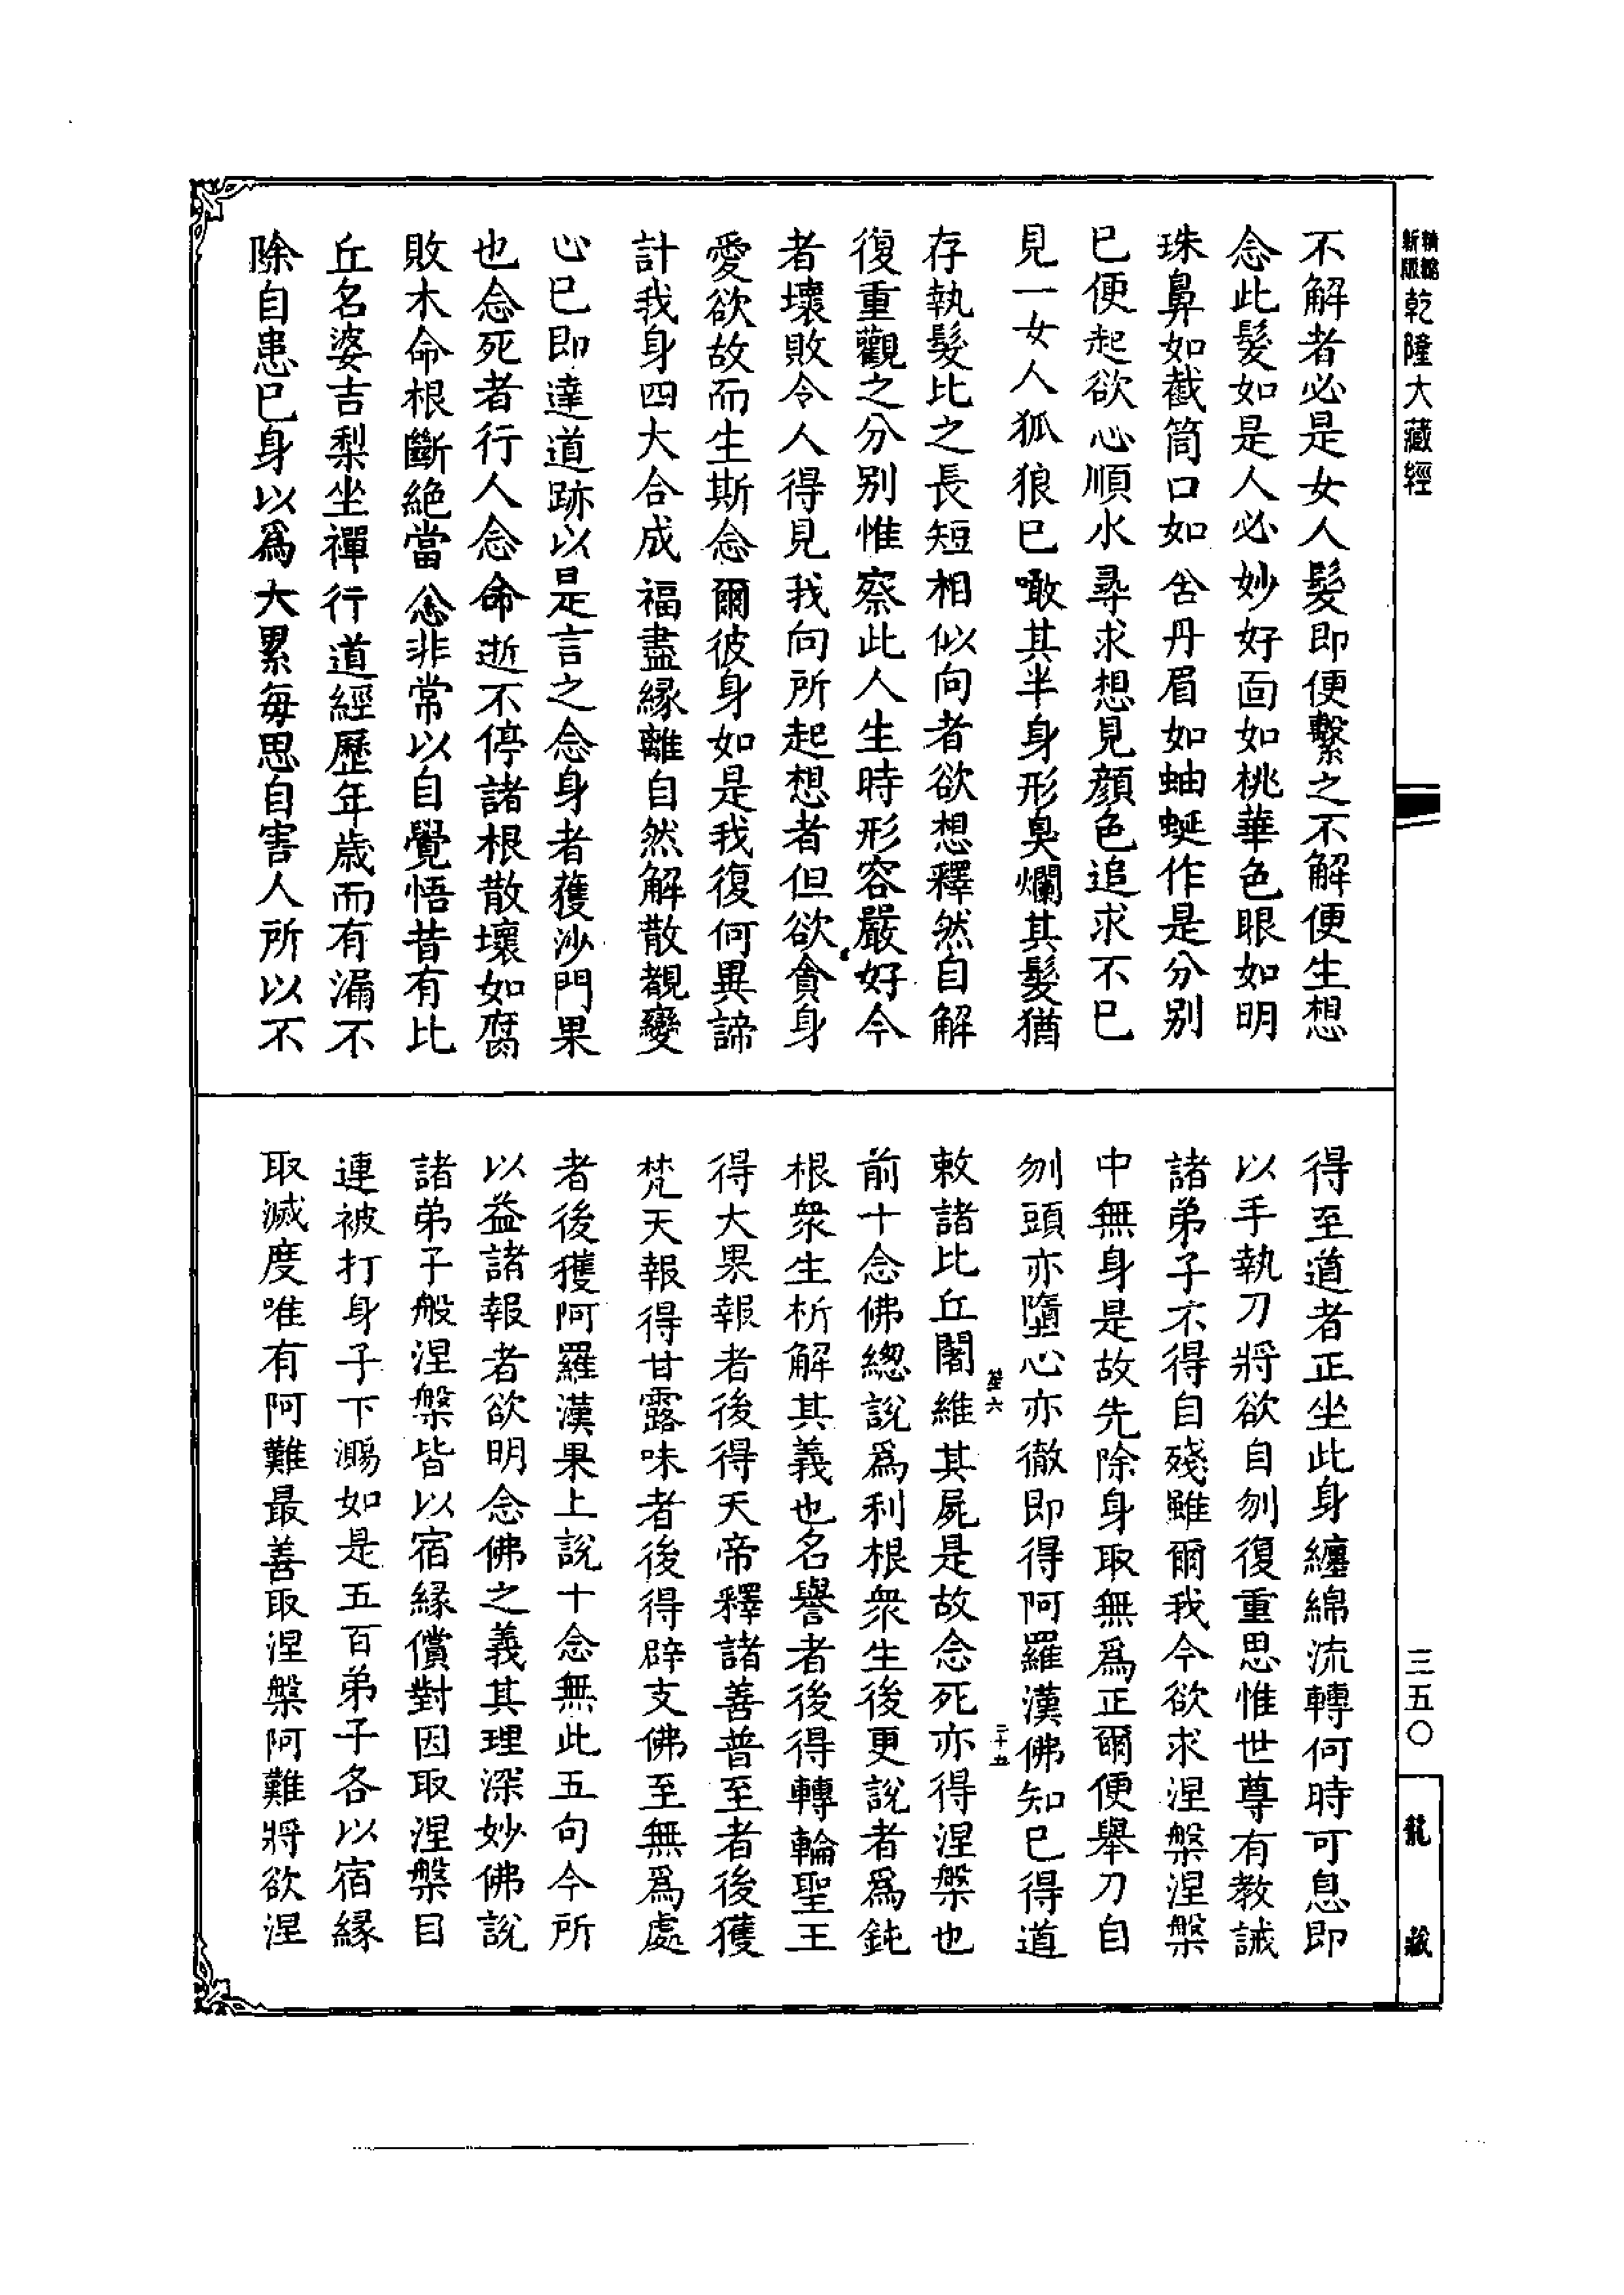 精縮新版乾隆大藏經
不解者必是女人髮即便繫之不解便生想
念此髮如是人必妙好面如桃華色眼如明
珠鼻如截筒口如含丹眉如蚰蜒作是分別
已便起欲心順水尋求想見顏色追求不已
見一女人狐狼已噉其半身形臭爛其髮猶
存執髮比之長短相似向者欲想釋然自解
復重觀之分別惟察此人生時形容嚴好今
者壞敗令人得見我向所起想者但欲貪身
愛欲故而生斯念爾彼身如是我復何異諦
計我身四大合成福盡緣離自然解散覩變
心已即達道跡以是言之念身者獲沙門果
也念死者行人念命逝不停諸根散壞如腐
敗木命根斷絕當念非常以自覺悟昔有比
丘名婆吉梨坐禪行道經歷年歲而有漏不
除自患已身以爲大累每思自害人所以不
得至道者正坐此身纏綿流轉何時可息即
以手執刀將欲自刎復重思惟世尊有教誡
諸弟子不得自殘雖爾我今欲求涅槃涅槃
中無身是故先除身取無爲正爾便舉刀自
刎頭亦墮心亦徹即得阿羅漢佛知已得道
敕諸比丘闍維其屍是故念死亦得涅槃也
前十念佛總說爲利根衆生後更說者爲鈍
根衆生析解其義也名譽者後得轉輪聖王
得大果報者後得天帝釋諸善普至者後獲
梵天報得甘露味者後得辟支佛至無爲處
者後獲阿羅漢果上說十念無此五句今所
以益諸報者欲明念佛之義其理深妙佛說
諸弟子般涅槃皆以宿緣償對因取涅槃目
連被打身子下𤻲如是五百弟子各以宿緣
取滅度唯有阿難最善取涅槃阿難將欲涅
三五〇
龍藏